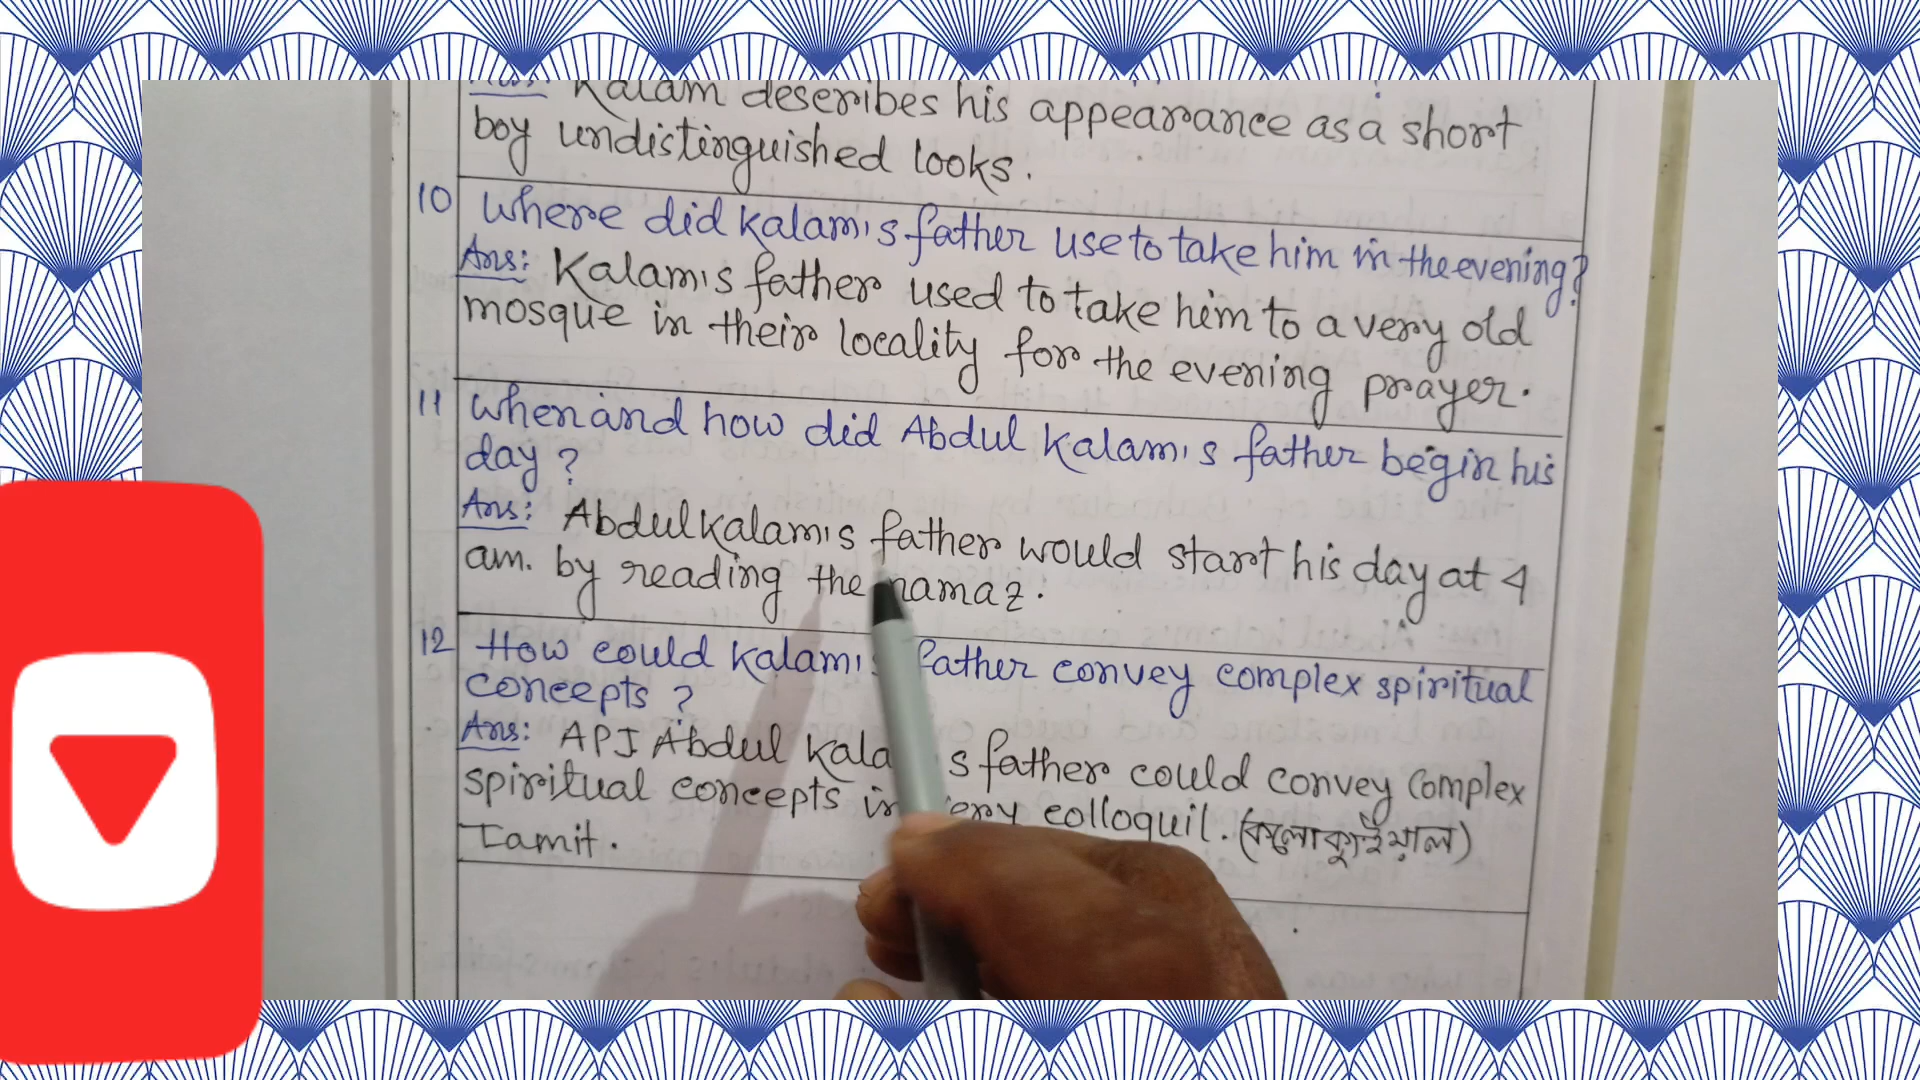 Kalam describes his appearance as a short
boy undistinguished looks.
10 Where did Kalam's father use to take him in the evening?
Ans: Kalam's father used to take him to a very old
mosque in their locality for the evening prayer.
11 When and how did Abdul Kalam's father begin his
day ?
Ans: Abdul Kalam's father would start his day at 4
am. by reading the namaz.
12 How could Kalam's father convey complex spiritual
concepts ?
Ans: APJ Abdul Kala s father could convey complex
spiritual concepts in very colloquil. (কলোক্যুইয়াল)
Tamit.